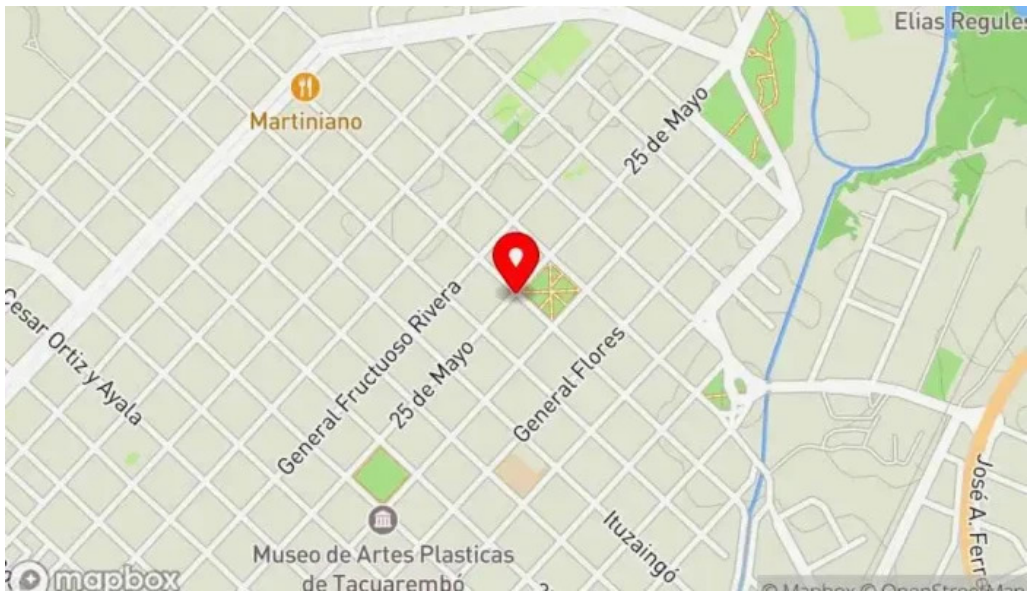 Elias Regules
Martiniano
25 de Mayo
General Fructuoso Rivera
25 de Mayo
General Flores
Cesar Ortiz y Ayala
José A. Ferre
Ituzaingó
Museo de Artes Plasticas
de Tacuarembó
mapbox
© Mapbox © OpenStreetMap